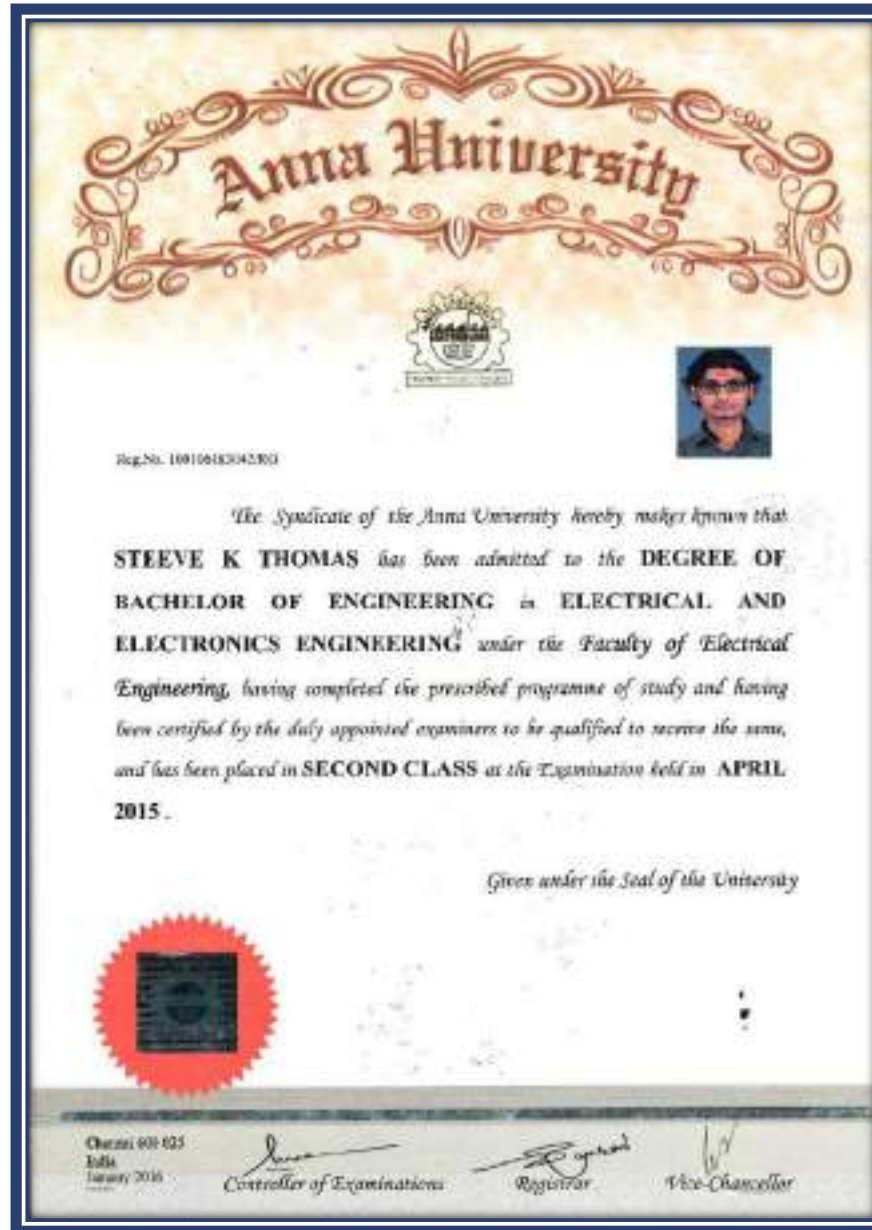 Anna University
Reg.No.
The Syndicate of the Anna University hereby makes known that
STEEVE K THOMAS has been admitted to the DEGREE OF
BACHELOR OF ENGINEERING in ELECTRICAL AND
ELECTRONICS ENGINEERING under the Faculty of Electrical
Engineering, having completed the prescribed programme of study and having
been certified by the duly appointed examiners to be qualified to receive the same,
and has been placed in SECOND CLASS at the Examination held in APRIL
2015 .
Given under the Seal of the University
Chennai 600 025
India
January 2016
Controller of Examinations
Registrar
Vice-Chancellor